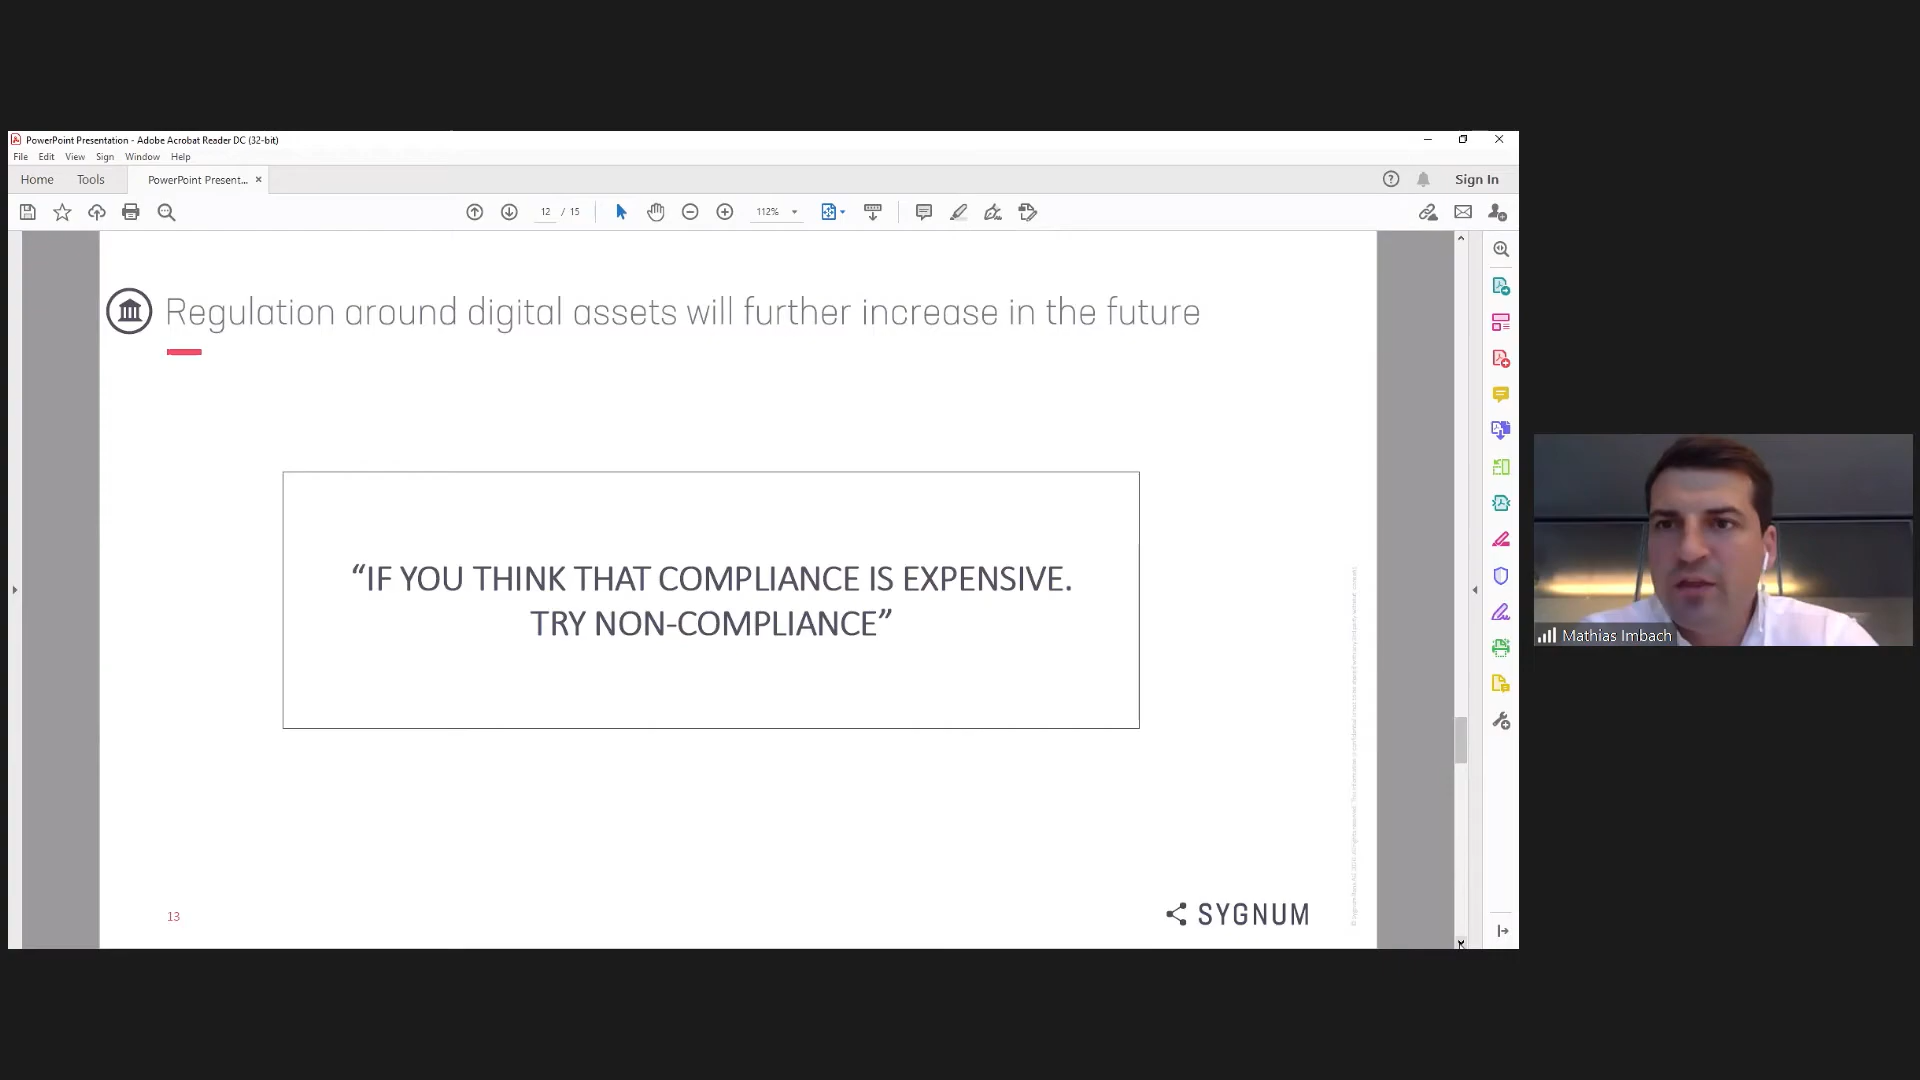 PowerPoint Presentation - Adobe Acrobat Reader DC (32-bit)
File Edit View Sign Window Help
Home Tools PowerPoint Present... Sign In
12 / 15 112%
Regulation around digital assets will further increase in the future
“IF YOU THINK THAT COMPLIANCE IS EXPENSIVE.
TRY NON-COMPLIANCE”
13
SYGNUM
Mathias Imbach